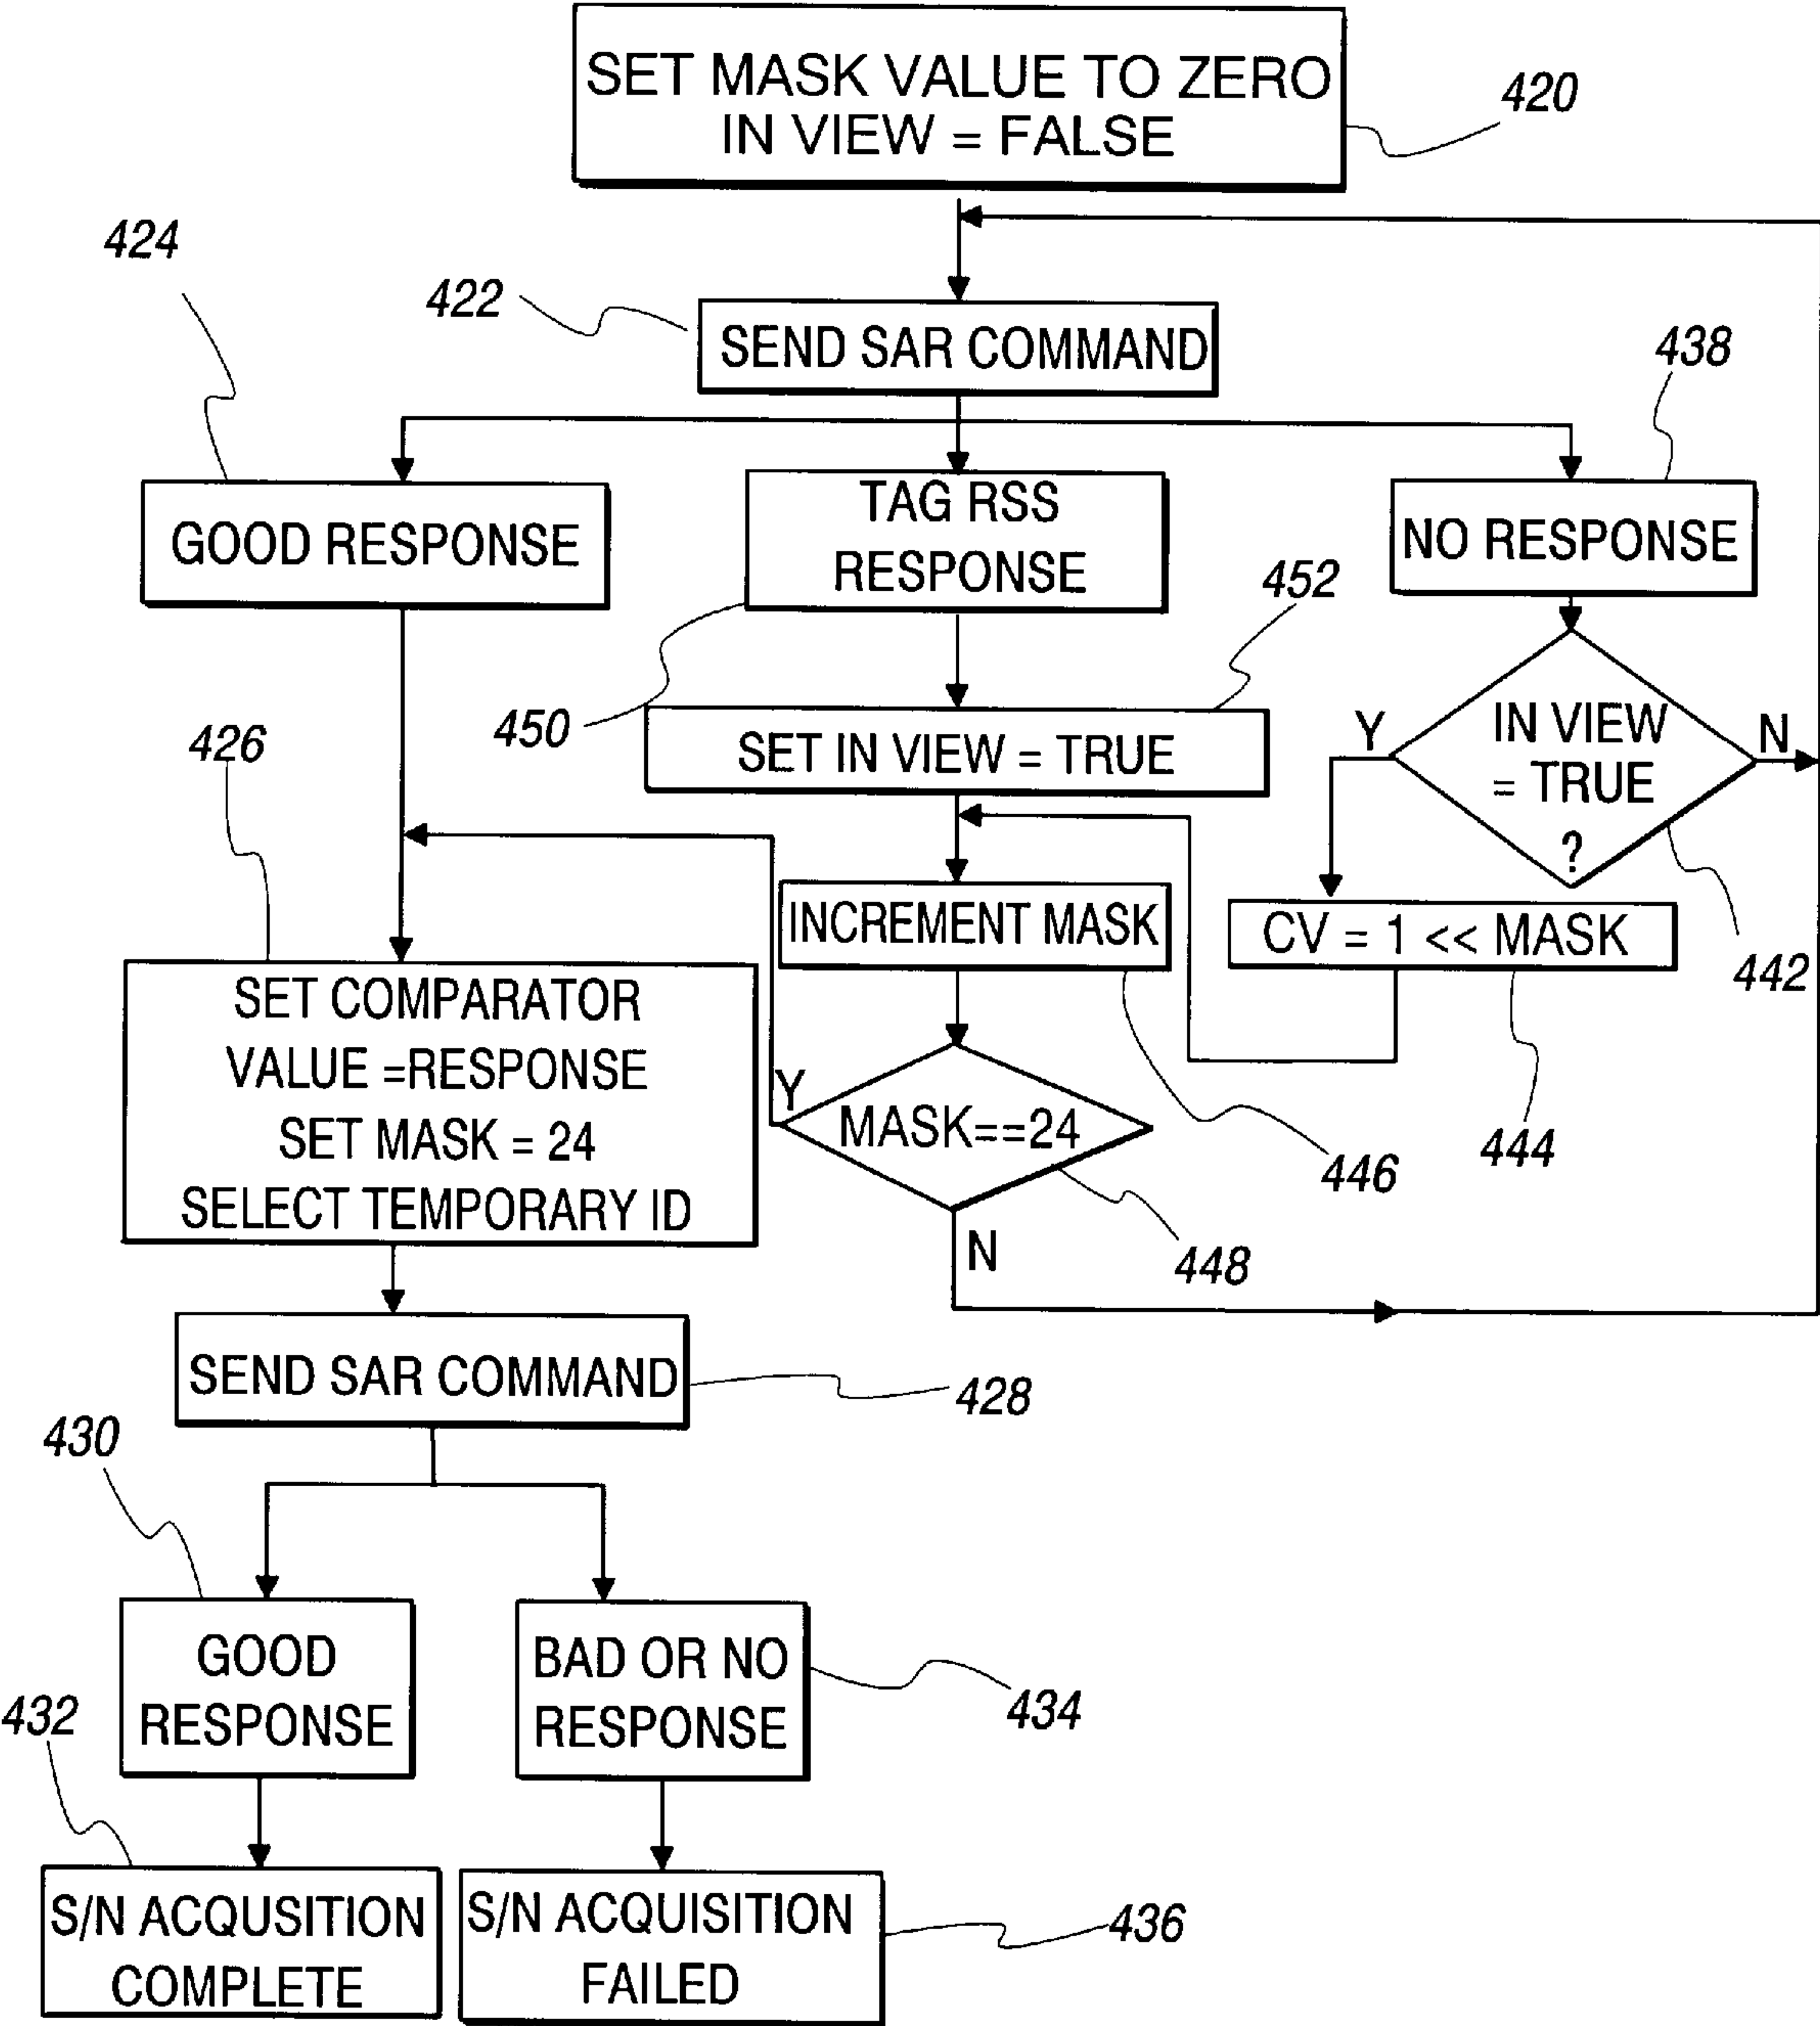 SET MASK VALUE TO ZERO
IN VIEW = FALSE
420
424
422
SEND SAR COMMAND
438
GOOD RESPONSE
TAG RSS
RESPONSE
NO RESPONSE
452
450
SET IN VIEW = TRUE
Y
IN VIEW
= TRUE
?
N
426
INCREMENT MASK
CV = 1 << MASK
442
SET COMPARATOR
VALUE =RESPONSE
SET MASK = 24
SELECT TEMPORARY ID
Y
MASK==24
446
444
N
448
SEND SAR COMMAND
428
430
GOOD
RESPONSE
BAD OR NO
RESPONSE
434
432
S/N ACQUSITION
COMPLETE
S/N ACQUISITION
FAILED
436